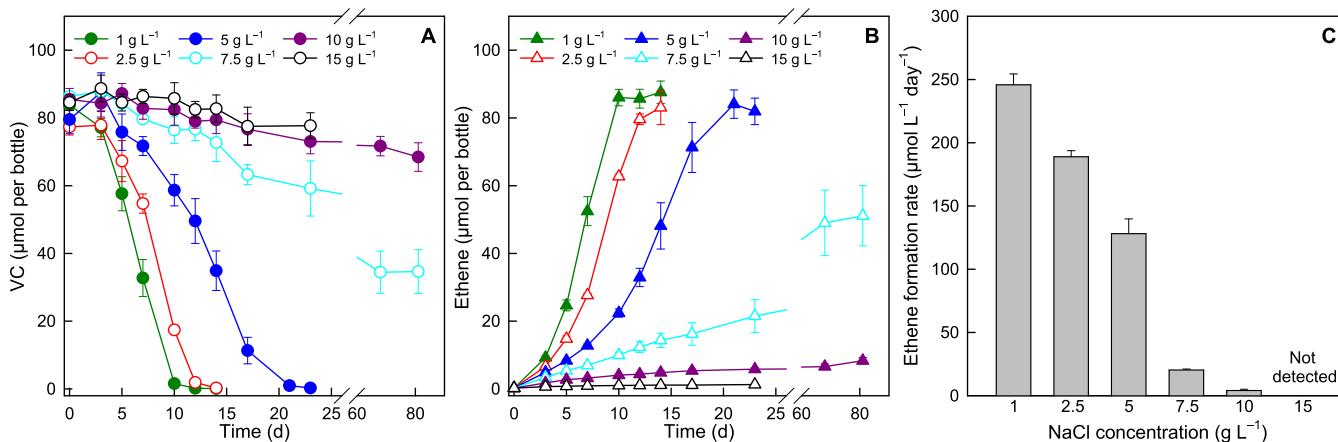 A
1 g L⁻¹ 5 g L⁻¹ 10 g L⁻¹
2.5 g L⁻¹ 7.5 g L⁻¹ 15 g L⁻¹
VC (μmol per bottle)
100
80
60
40
20
0
0 5 10 15 20 25 60 80
Time (d)
B
1 g L⁻¹ 5 g L⁻¹ 10 g L⁻¹
2.5 g L⁻¹ 7.5 g L⁻¹ 15 g L⁻¹
Ethene (μmol per bottle)
100
80
60
40
20
0
0 5 10 15 20 25 60 80
Time (d)
C
Ethene formation rate (μmol L⁻¹ day⁻¹)
300
250
200
150
100
50
0
Not
detected
1 2.5 5 7.5 10 15
NaCl concentration (g L⁻¹)